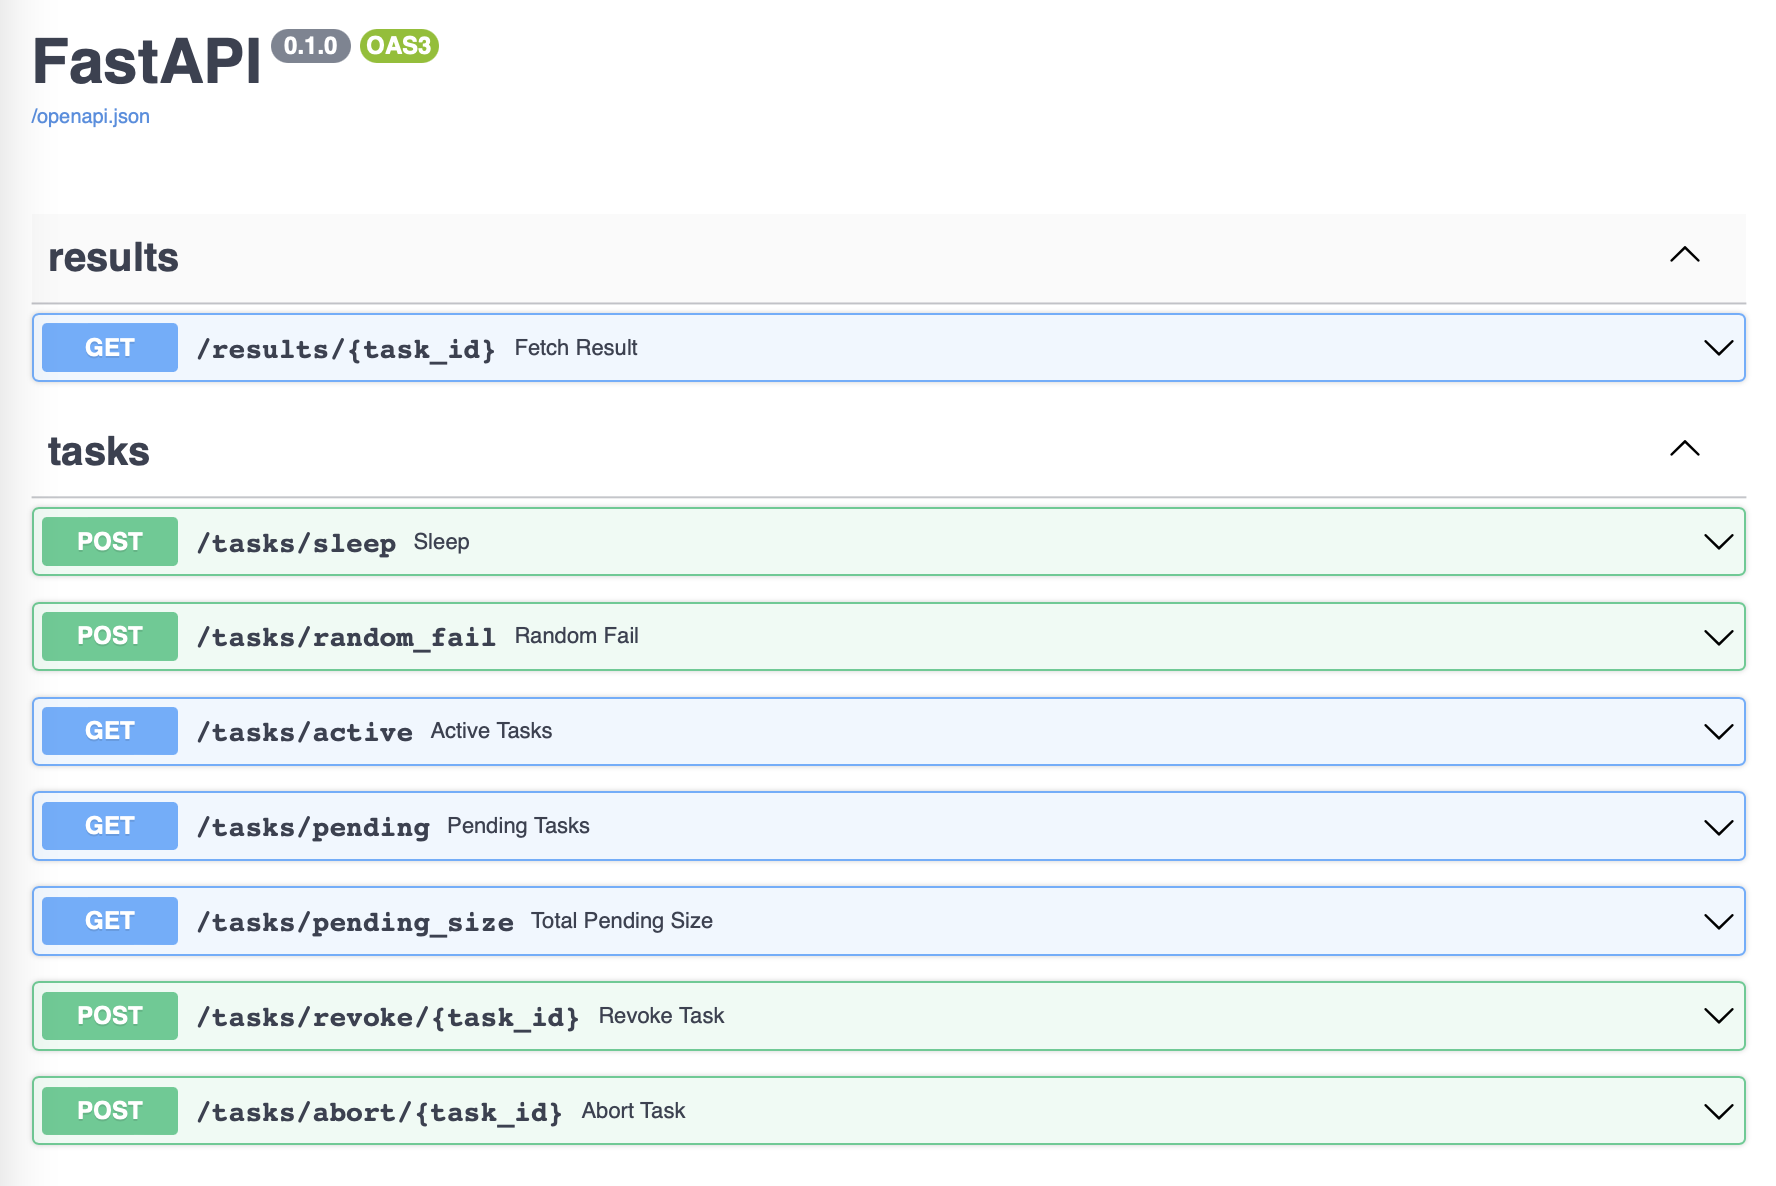 FastAPI 0.1.0 OAS3
/openapi.json
results
GET /results/{task_id} Fetch Result
tasks
POST /tasks/sleep Sleep
POST /tasks/random_fail Random Fail
GET /tasks/active Active Tasks
GET /tasks/pending Pending Tasks
GET /tasks/pending_size Total Pending Size
POST /tasks/revoke/{task_id} Revoke Task
POST /tasks/abort/{task_id} Abort Task